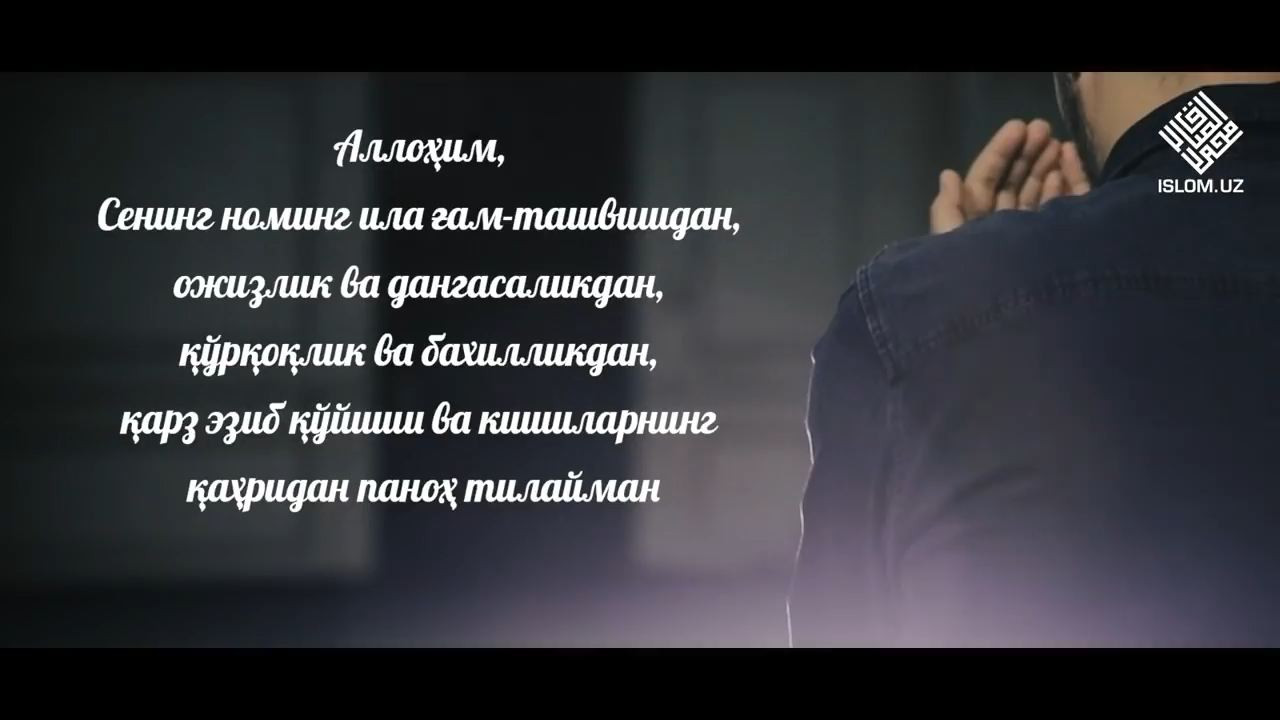 Аллоҳим,
Сенинг номинг ила ғам-ташвишдан,
ожизлик ва дангасаликдан,
қўрқоқлик ва бахилликдан,
қарз эзиб қўйиши ва кишиларнинг
қаҳридан паноҳ тилайман
ISLOM.UZ